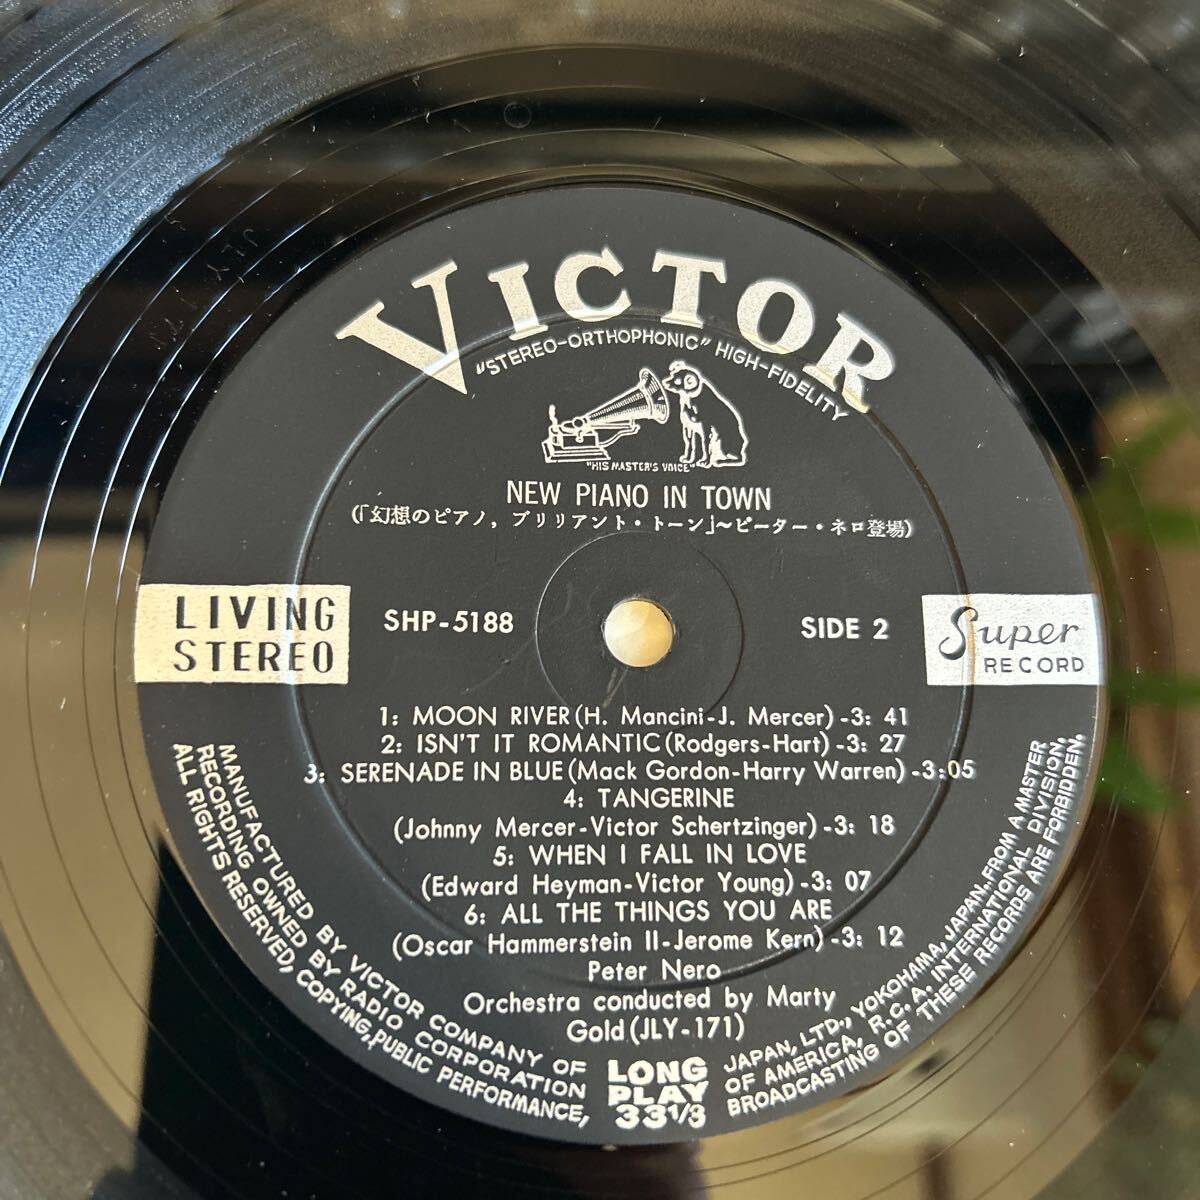 VICTOR
"STEREO-ORTHOPHONIC" HIGH-FIDELITY
"HIS MASTER'S VOICE"
NEW PIANO IN TOWN
(「幻想のピアノ，ブリリアント・トーン」～ピーター・ネロ登場)
LIVING
STEREO
SHP-5188
SIDE 2
Super
RECORD
1: MOON RIVER (H. Mancini-J. Mercer) -3: 41
2: ISN'T IT ROMANTIC (Rodgers-Hart) -3: 27
3: SERENADE IN BLUE (Mack Gordon-Harry Warren) -3:05
4: TANGERINE
(Johnny Mercer-Victor Schertzinger) -3: 18
5: WHEN I FALL IN LOVE
(Edward Heyman-Victor Young) -3: 07
6: ALL THE THINGS YOU ARE
(Oscar Hammerstein II-Jerome Kern) -3: 12
Peter Nero
Orchestra conducted by Marty
Gold (JLY-171)
LONG
PLAY
33 1/3
MANUFACTURED BY VICTOR COMPANY OF JAPAN, LTD., YOKOHAMA, JAPAN. FROM A MASTER
RECORDING OWNED BY RADIO CORPORATION OF AMERICA, R.C.A. INTERNATIONAL DIVISION.
ALL RIGHTS RESERVED, COPYING, PUBLIC PERFORMANCE, BROADCASTING OF THESE RECORDS ARE FORBIDDEN.